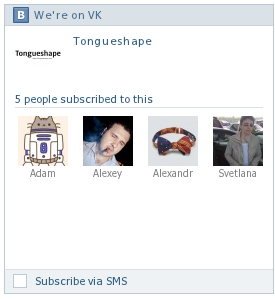 B We're on VK
Tongueshape
Tongueshape
5 people subscribed to this
Adam Alexey Alexandr Svetlana
Subscribe via SMS